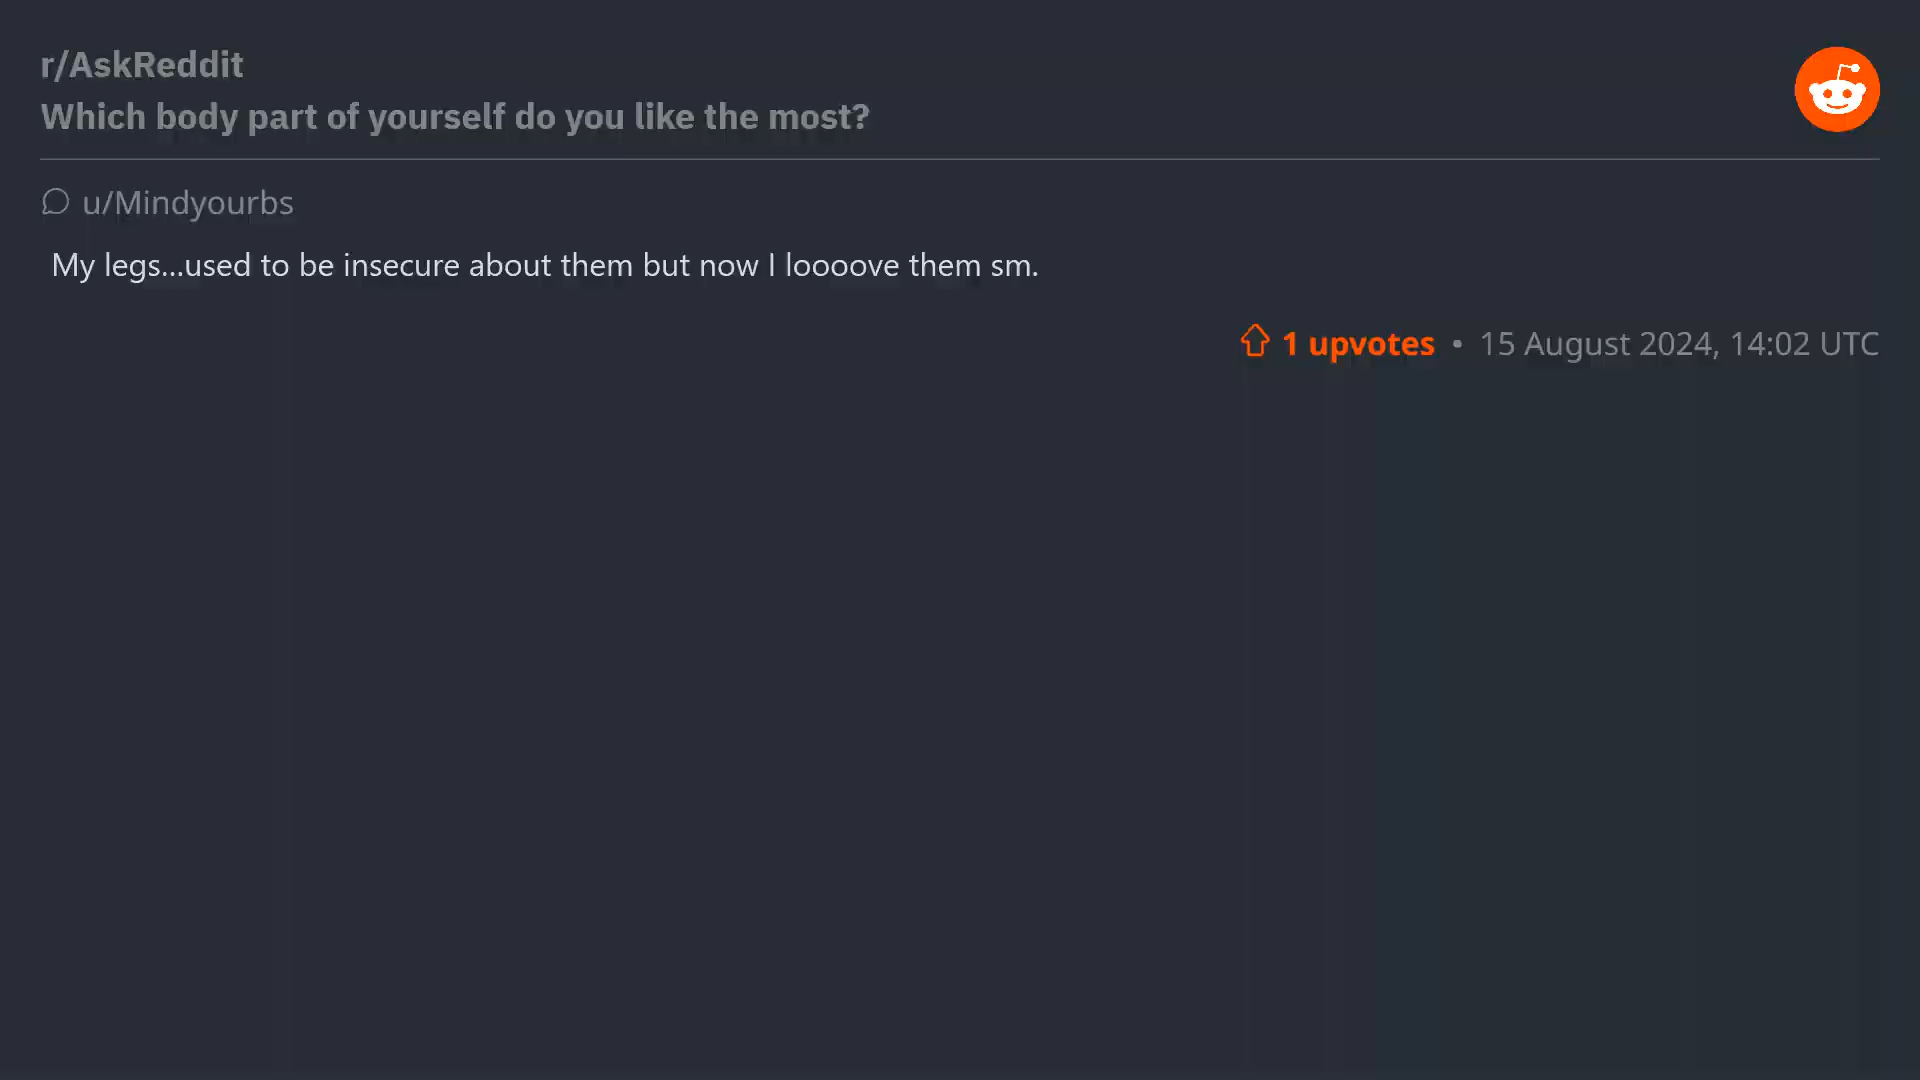 r/AskReddit
Which body part of yourself do you like the most?
u/Mindyourbs
My legs...used to be insecure about them but now I loooove them sm.
1 upvotes • 15 August 2024, 14:02 UTC